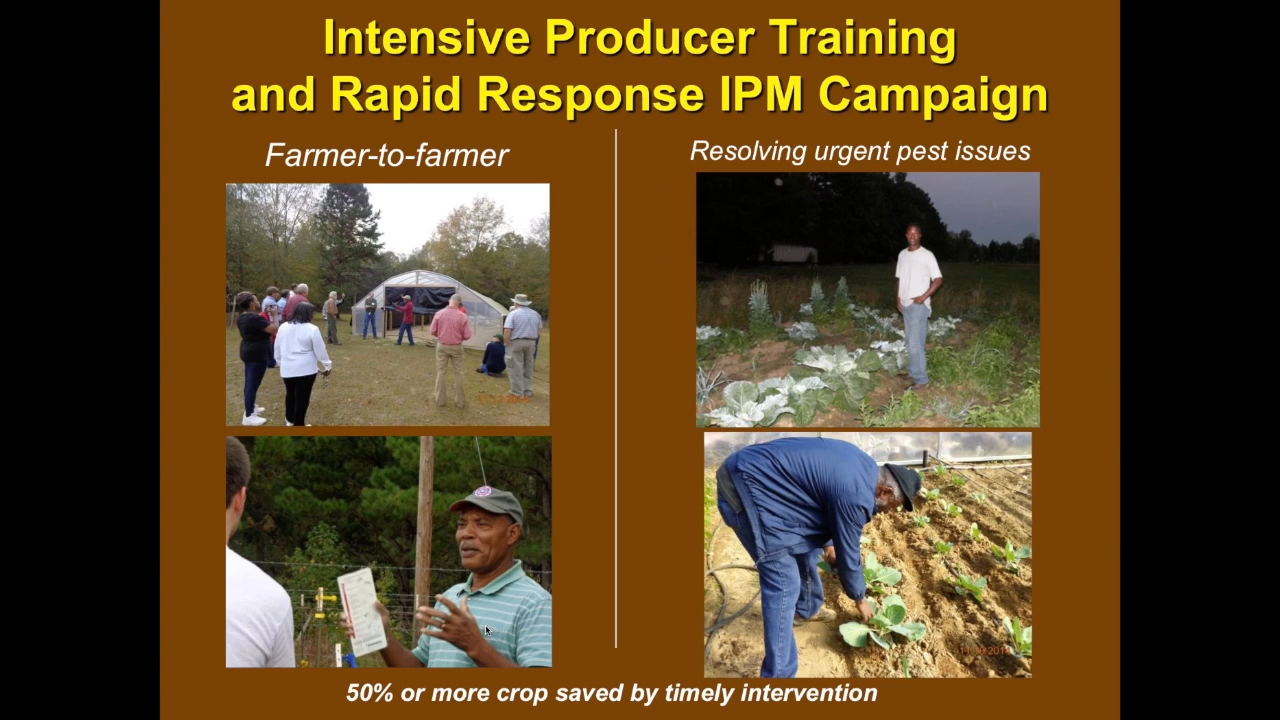 Intensive Producer Training
and Rapid Response IPM Campaign
Farmer-to-farmer
Resolving urgent pest issues
50% or more crop saved by timely intervention